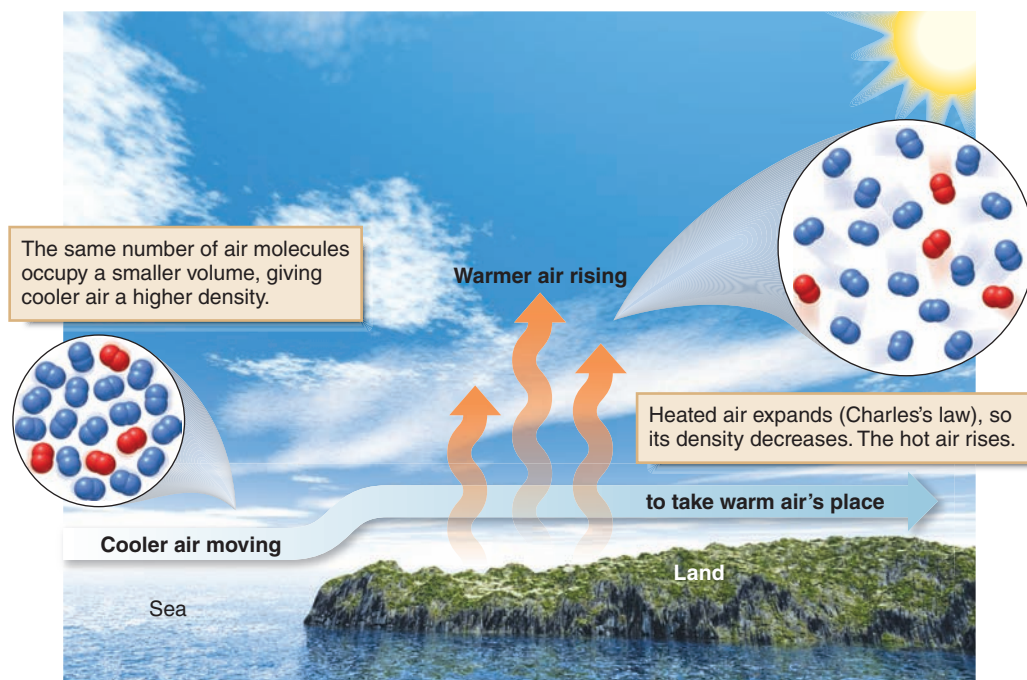 The same number of air molecules
occupy a smaller volume, giving
cooler air a higher density.
Warmer air rising
Heated air expands (Charles's law), so
its density decreases. The hot air rises.
to take warm air's place
Cooler air moving
Land
Sea